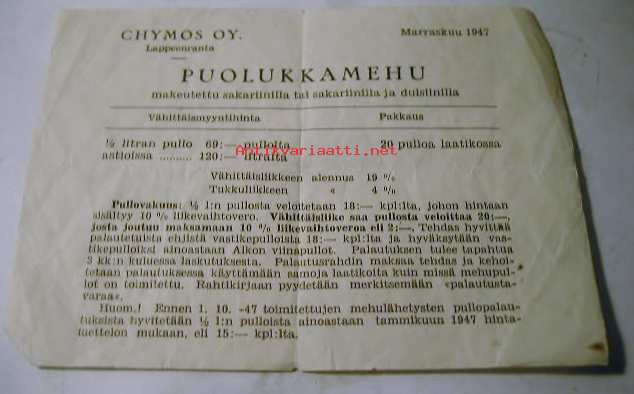 CHYMOS OY.
Lappeenranta
Marraskuu 1947
PUOLUKKAMEHU
makeutettu sakariinilla tai sakariinilla ja dulsiinilla
Vähittäismyyntihinta Pakkaus
½ litran pullo 69:— pullolta 20 pulloa laatikossa
astioissa .......... 120:— litralta
Antikvariaatti.net
Vähittäisliikkeen alennus 19 %
Tukkuliikkeen « 4 %
Pullovakuus: ½ l:n pullosta veloitetaan 18:— kpl:lta, johon hintaan
sisältyy 10 % liikevaihtovero. Vähittäisliike saa pullosta veloittaa 20:—,
josta joutuu maksamaan 10 % liikevaihtoveroa eli 2:—. Tehdas hyvittää
palautetuista ehjistä vastikepulloista 18:— kpl:lta ja hyväksytään vas-
tikepulloiksi ainoastaan Alkon viinapullot. Palautuksen tulee tapahtua
3 kk:n kuluessa laskutuksesta. Palautusrahdin maksaa tehdas ja kehoi-
tetaan palautuksessa käyttämään samoja laatikoita kuin missä mehupul-
lot on toimitettu. Rahtikirjaan pyydetään merkitsemään »palautusta-
varaa«.
Huom.! Ennen 1. 10. -47 toimitettujen mehulähetysten pullopalau-
tuksista hyvitetään ½ l:n pulloista ainoastaan tammikuun 1947 hinta-
luettelon mukaan, eli 15:— kpl:lta.